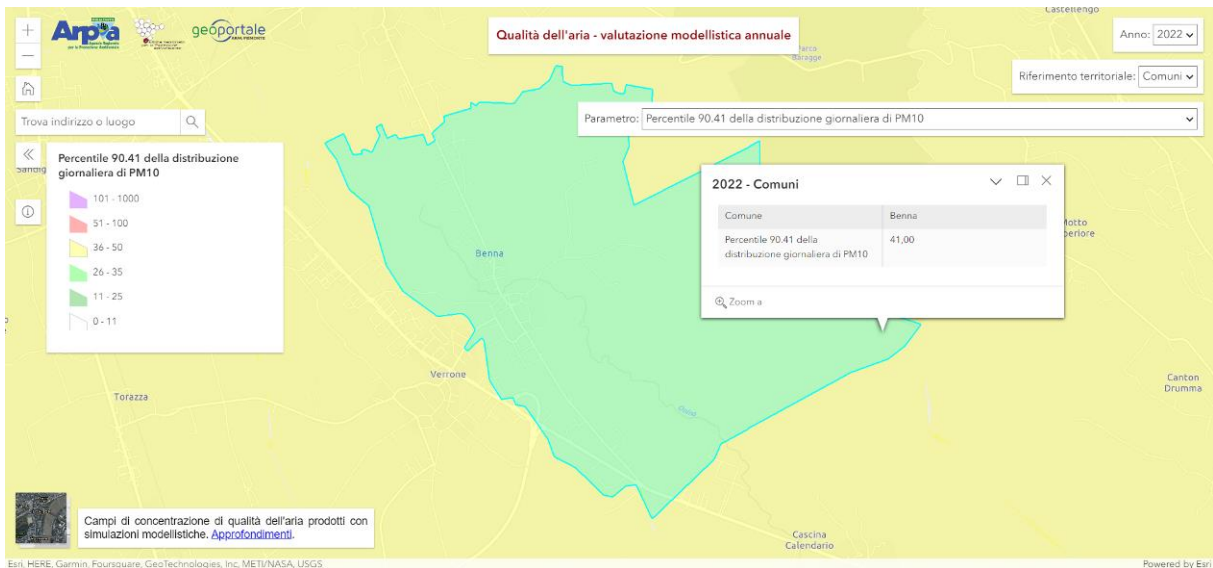 Castellengo
+
−
Arpa
geoportale
Qualità dell'aria - valutazione modellistica annuale
Anno: 2022
Parco
Baragge
Riferimento territoriale: Comuni
Trova indirizzo o luogo
Parametro: Percentile 90.41 della distribuzione giornaliera di PM10
Sandig
Percentile 90.41 della distribuzione
giornaliera di PM10
101 - 1000
51 - 100
36 - 50
26 - 35
11 - 25
0 - 11
2022 - Comuni
Comune Benna
Percentile 90.41 della
distribuzione giornaliera di PM10
41,00
Zoom a
Motto
periore
Benna
Verrone
Torazza
Canton
Drumma
Cascina
Calendario
Campi di concentrazione di qualità dell'aria prodotti con
simulazioni modellistiche. Approfondimenti.
Esri, HERE, Garmin, Foursquare, GeoTechnologies, Inc, METI/NASA, USGS
Powered by Esri